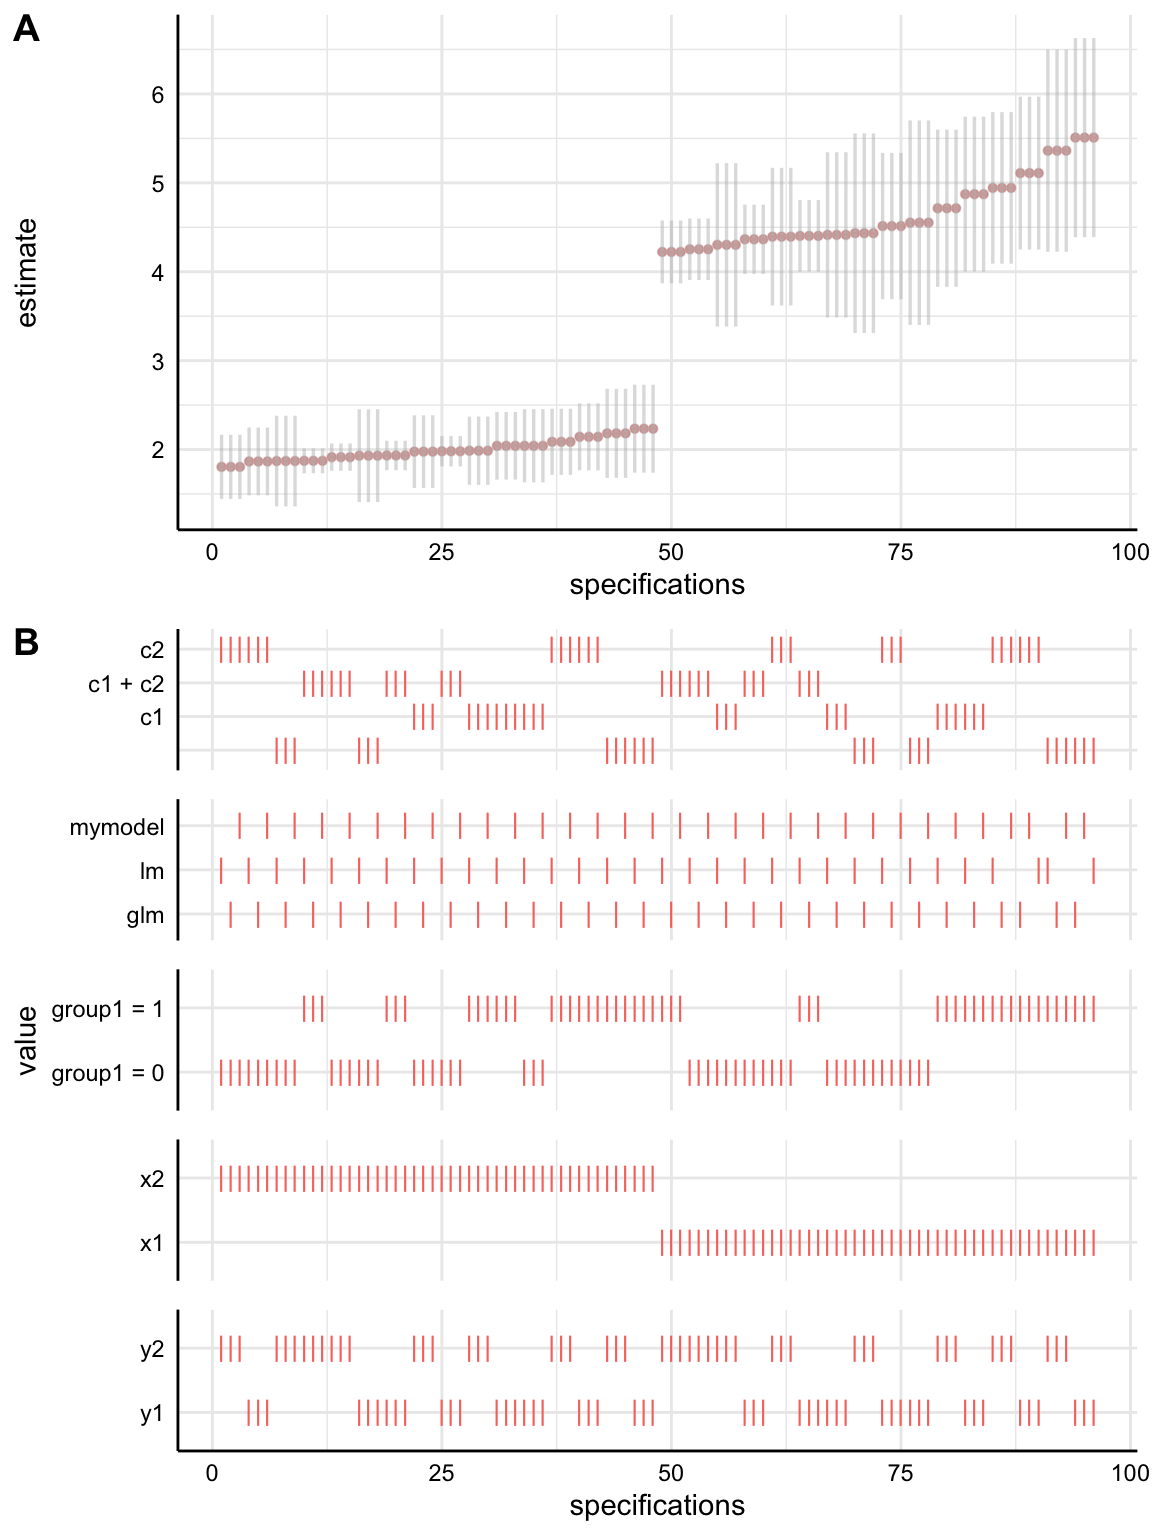 A
estimate
6
5
4
3
2
0 25 50 75 100
specifications
B
value
c2
c1 + c2
c1
mymodel
lm
glm
group1 = 1
group1 = 0
x2
x1
y2
y1
0 25 50 75 100
specifications